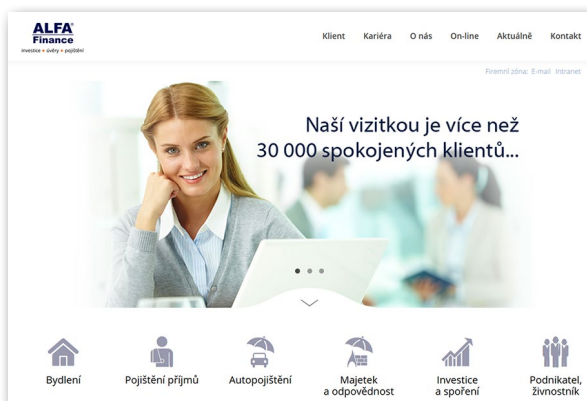 ALFA
Finance
investice • úvěry • pojištění
Klient Kariéra O nás On-line Aktuálně Kontakt
Firemní zóna: E-mail Intranet
Naší vizitkou je více než
30 000 spokojených klientů...
Bydlení
Pojištění příjmů
Autopojištění
Majetek
a odpovědnost
Investice
a spoření
Podnikatel,
živnostník